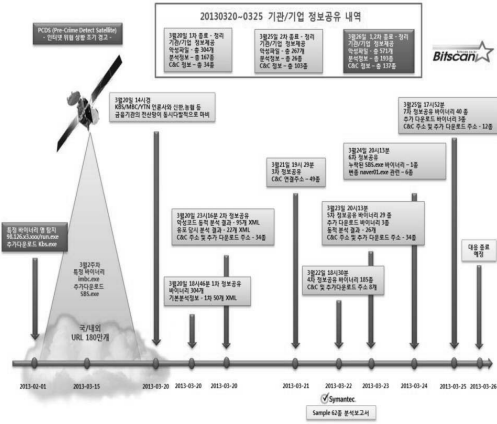 PCDS (Pre-Crime Detect Satellite)
- 인터넷 위협 상황 조기 경고 -
20130320~0325 기관/기업 정보공유 내역
3월20일 1차 종료 - 정리
기관/기업 정보제공
악성파일 - 총 304개
분석정보 – 총 167종
C&C 정보 – 총 34종
3월25일 2차 종료 - 정리
기관/기업 정보제공
악성파일 - 총 267개
분석정보 – 총 26종
C&C 정보 – 총 103종
3월26일 1,2차 종료 - 정리
기관/기업 정보제공
악성파일 - 총 571개
분석정보 – 총 193종
C&C 정보 – 총 137종
Bitscan
3월20일 14시경
KBS/MBC/YTN 언론사와 신한,농협 등
금융기관의 전산망이 동시다발적으로 마비
3월25일 17시52분
7차 정보공유 바이너리 40 종
추가 다운로드 바이너리 3종
C&C 주소 및 추가 다운로드 주소 - 12종
3월24일 20시13분
6차 정보공유
누락된 SBS.exe 바이너리 – 1종
변종 naver01.exe 관련 – 6종
3월21일 19시 29분
3차 정보공유
C&C 연결주소 - 49종
3월23일 20시13분
5차 정보공유 바이너리 29 종
추가 다운로드 바이너리 3종
동적 분석 결과 - 26개
C&C 주소 및 추가 다운로드 주소 - 34종
3월20일 23시16분 2차 정보공유
악성코드 동적 분석 결과 - 95개 XML
유포 당시 분석 결과 - 22개 XML
C&C 주소 및 추가 다운로드 주소 - 34종
특정 바이너리 명 탐지
98.126.x3.xxx/run.exe
추가다운로드 Kbs.exe
3월2주차
특정 바이너리
imbc.exe
추가다운로드
SBS.exe
3월20일 18시46분 1차 정보공유
바이너리 304개
기본분석정보 - 1차 50개 XML
3월22일 18시30분
4차 정보공유 바이너리 185종
C&C 및 추가다운로드 주소 8개
대응 종료
예정
국/내외
URL 180만개
2013-02-01
2013-03-15
2013-03-20
2013-03-20
2013-03-20
2013-03-21
2013-03-22
2013-03-23
2013-03-24
2013-03-25
2013-03-26
Symantec.
Sample 62종 분석보고서